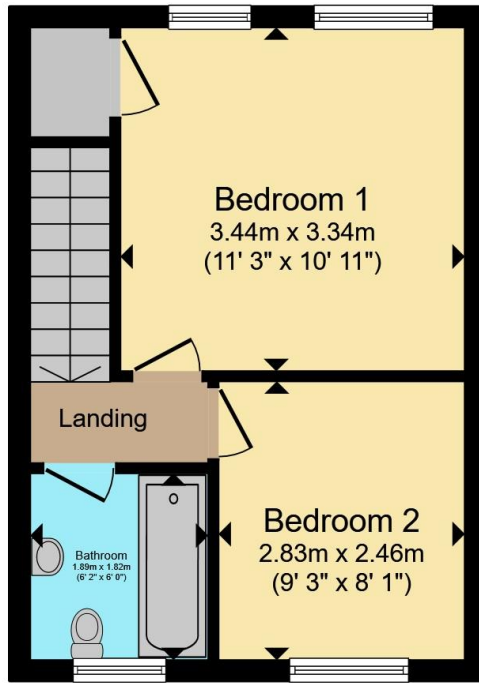 Bedroom 1
3.44m x 3.34m
(11' 3" x 10' 11")
Landing
Bedroom 2
2.83m x 2.46m
(9' 3" x 8' 1")
Bathroom
1.89m x 1.82m
(6' 2" x 6' 0")